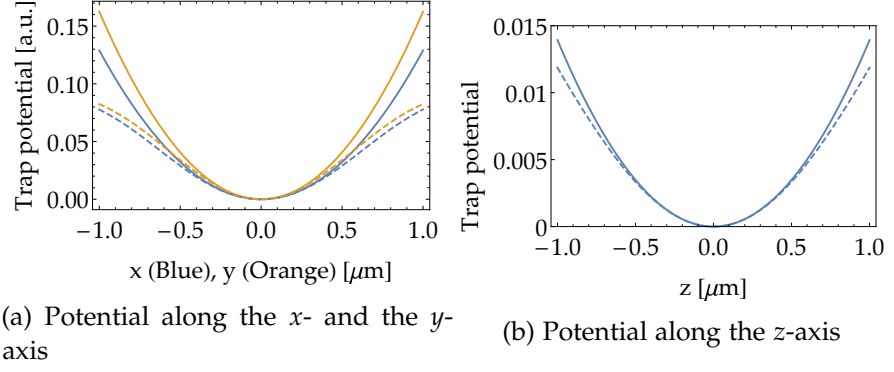 Trap potential [a.u.]
0.15
0.10
0.05
0.00
−1.0 −0.5 0.0 0.5 1.0
x (Blue), y (Orange) [μm]
(a) Potential along the x- and the y-
axis
Trap potential
0.015
0.01
0.005
0
−1.0 −0.5 0.0 0.5 1.0
z [μm]
(b) Potential along the z-axis